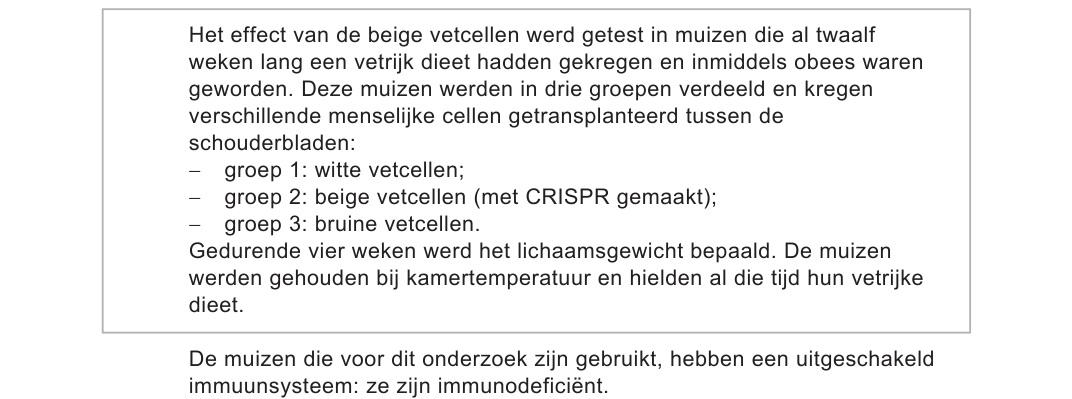 Het effect van de beige vetcellen werd getest in muizen die al twaalf
weken lang een vetrijk dieet hadden gekregen en inmiddels obees waren
geworden. Deze muizen werden in drie groepen verdeeld en kregen
verschillende menselijke cellen getransplanteerd tussen de
schouderbladen:
– groep 1: witte vetcellen;
– groep 2: beige vetcellen (met CRISPR gemaakt);
– groep 3: bruine vetcellen.
Gedurende vier weken werd het lichaamsgewicht bepaald. De muizen
werden gehouden bij kamertemperatuur en hielden al die tijd hun vetrijke
dieet.
De muizen die voor dit onderzoek zijn gebruikt, hebben een uitgeschakeld
immuunsysteem: ze zijn immunodeficiënt.